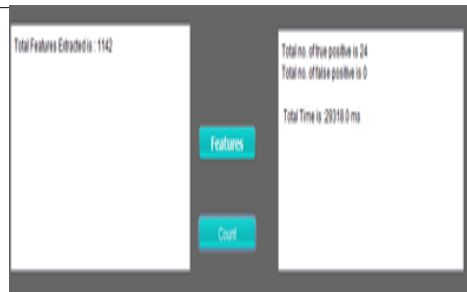 Total Features Extracted is : 1142
Features
Count
Total no. of true positive is 24
Total no. of false positive is 0
Total Time is :29318.0 ms